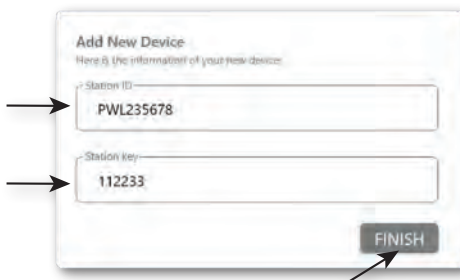 Add New Device
Here is the information of your new device:
Station ID
PWL235678
Station key
112233
FINISH